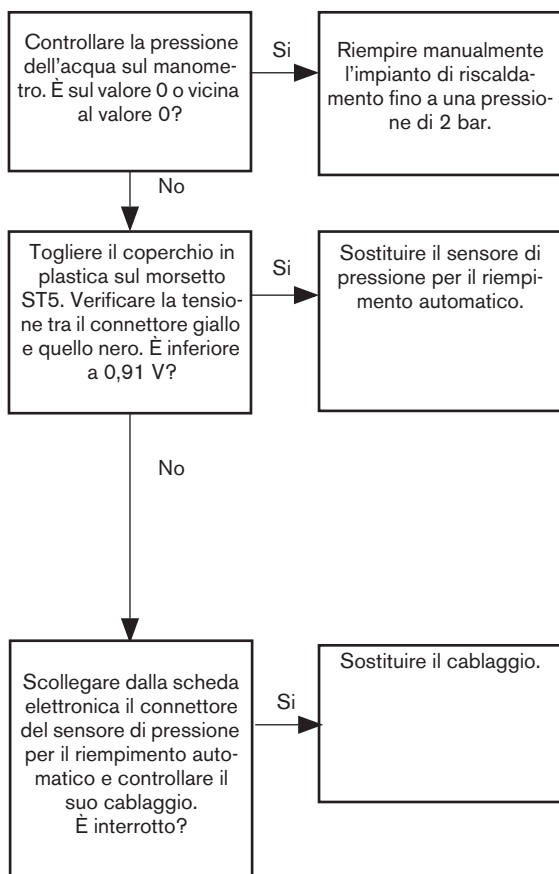 Controllare la pressione
dell'acqua sul manome-
tro. È sul valore 0 o vicina
al valore 0?
Si
Riempire manualmente
l'impianto di riscalda-
mento fino a una pressio-
ne di 2 bar.
No
Togliere il coperchio in
plastica sul morsetto
ST5. Verificare la tensio-
ne tra il connettore giallo
e quello nero. È inferiore
a 0,91 V?
Si
Sostituire il sensore di
pressione per il riempi-
mento automatico.
No
Scollegare dalla scheda
elettronica il connettore
del sensore di pressione
per il riempimento auto-
matico e controllare il
suo cablaggio.
È interrotto?
Si
Sostituire il cablaggio.